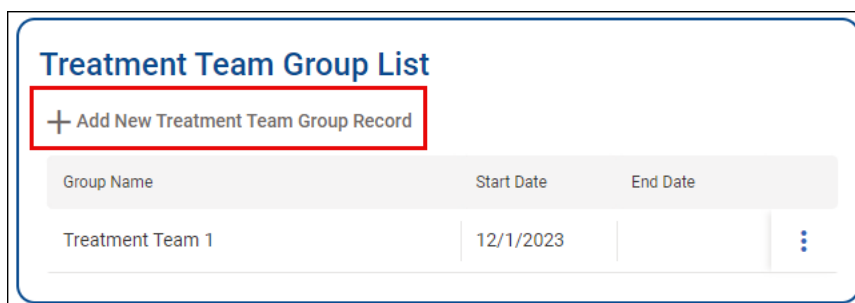 Treatment Team Group List
+ Add New Treatment Team Group Record
Group Name Start Date End Date
Treatment Team 1 12/1/2023